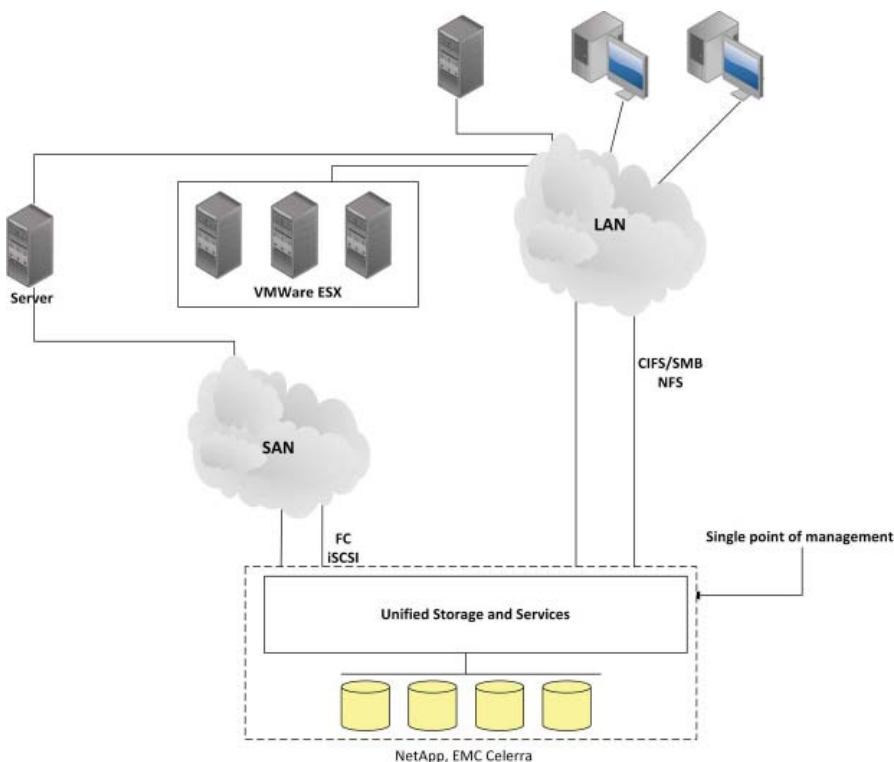 LAN
Server
VMWare ESX
CIFS/SMB
NFS
SAN
FC
iSCSI
Single point of management
Unified Storage and Services
NetApp, EMC Celerra